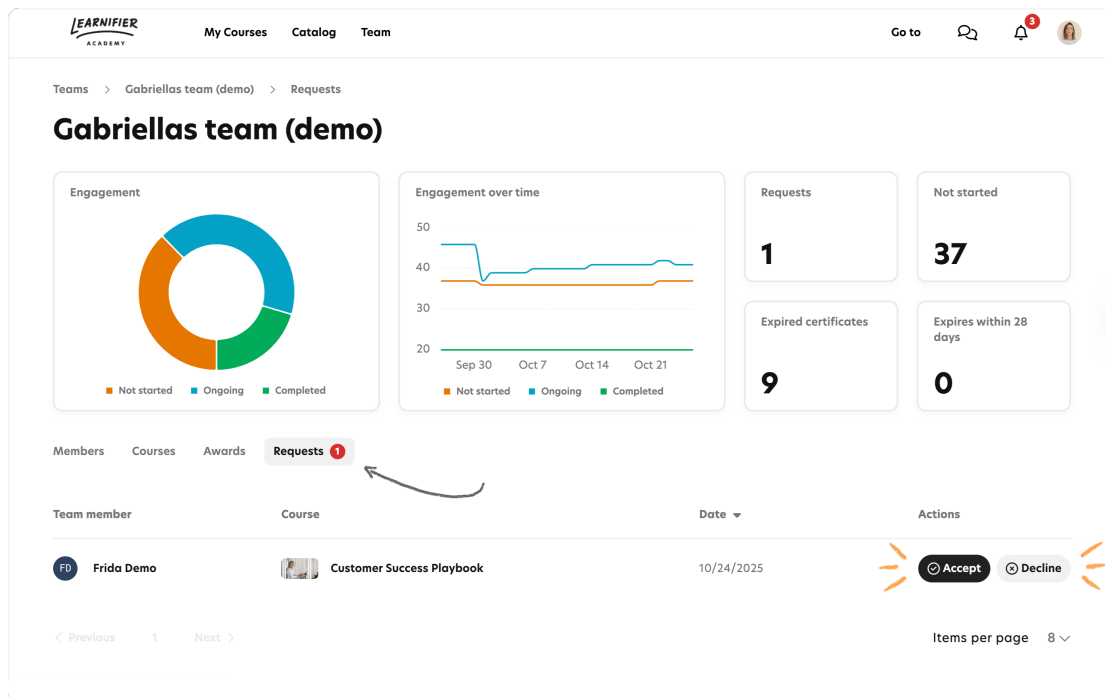 LEARNIFIER
ACADEMY
My Courses Catalog Team Go to 3
Teams > Gabriellas team (demo) > Requests
Gabriellas team (demo)
Engagement
Not started Ongoing Completed
Engagement over time
50
40
30
20
Sep 30 Oct 7 Oct 14 Oct 21
Not started Ongoing Completed
Requests
1
Not started
37
Expired certificates
9
Expires within 28
days
0
Members Courses Awards Requests 1
Team member Course Date Actions
FD Frida Demo Customer Success Playbook 10/24/2025 Accept Decline
Previous 1 Next Items per page 8